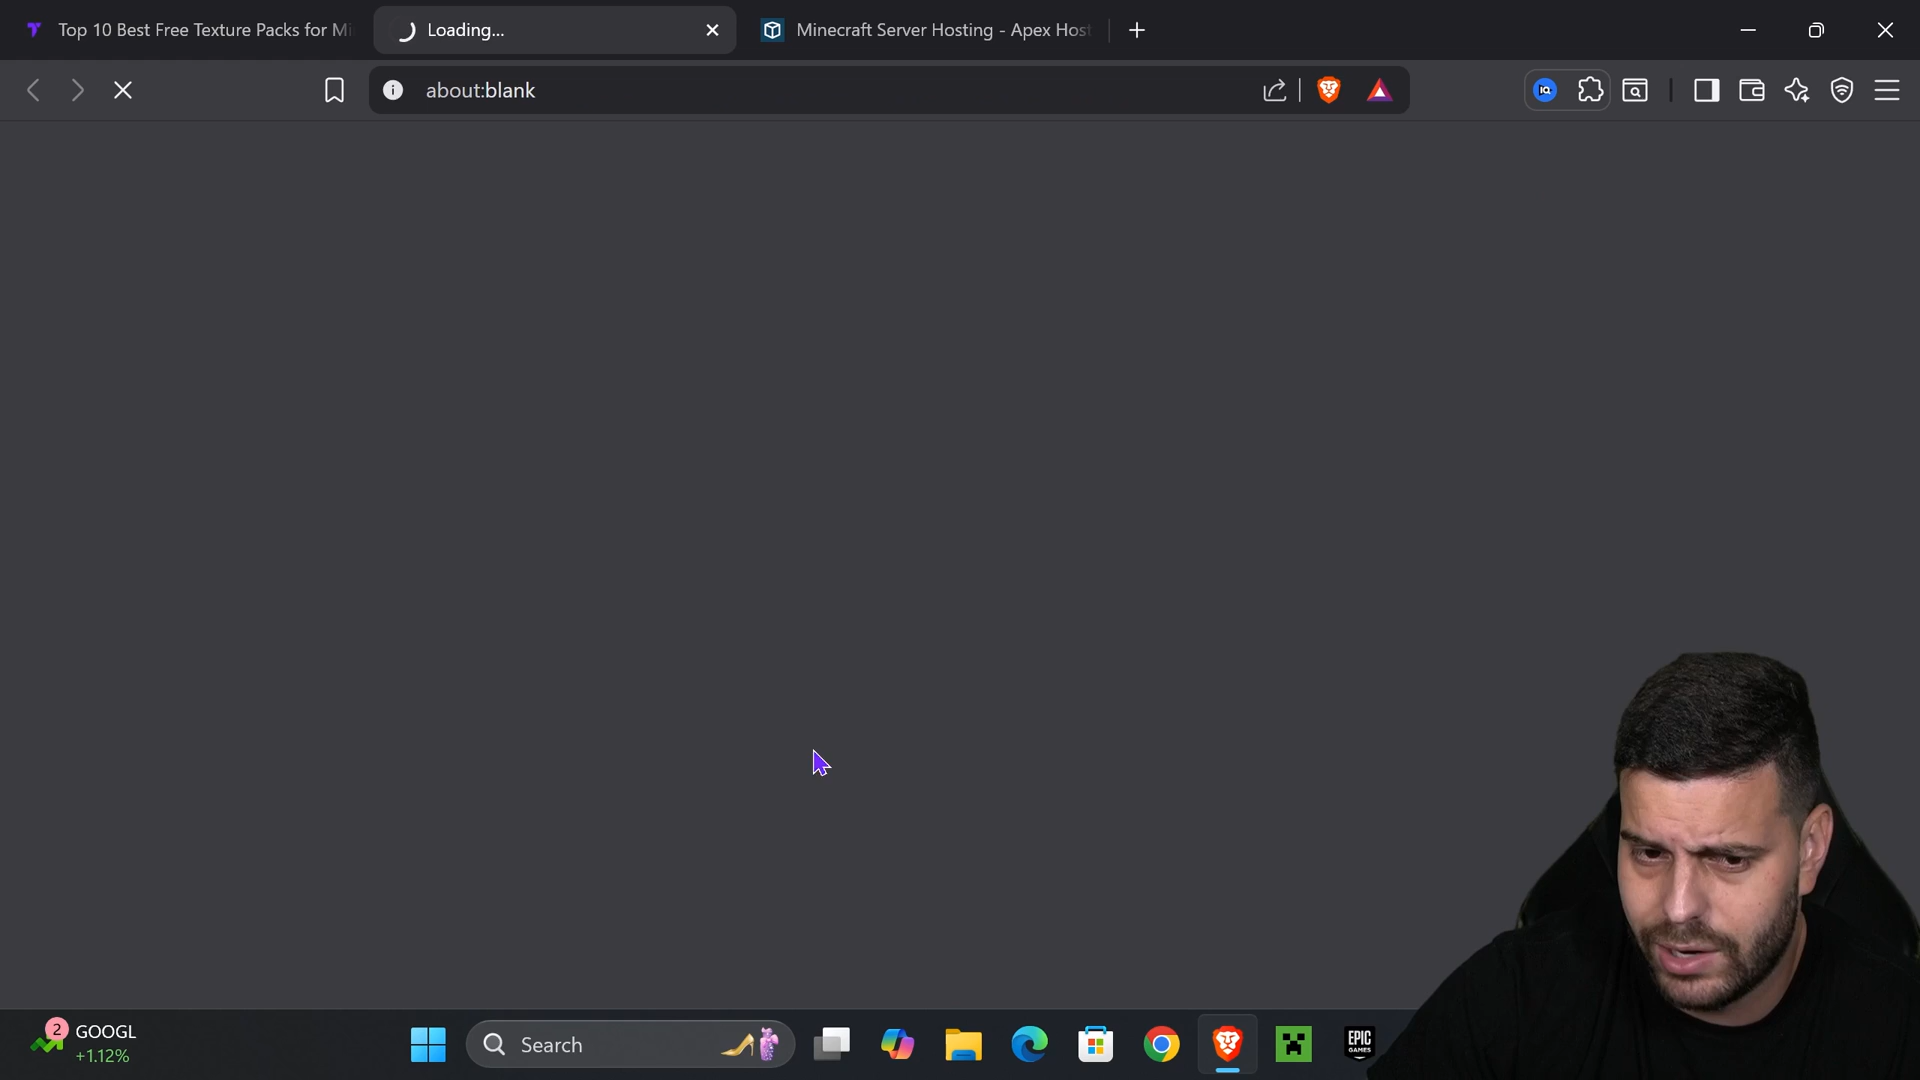 Top 10 Best Free Texture Packs for Mi
Loading...
Minecraft Server Hosting - Apex Host
about:blank
IQ
2
GOOGL
+1.12%
Search
EPIC
GAMES